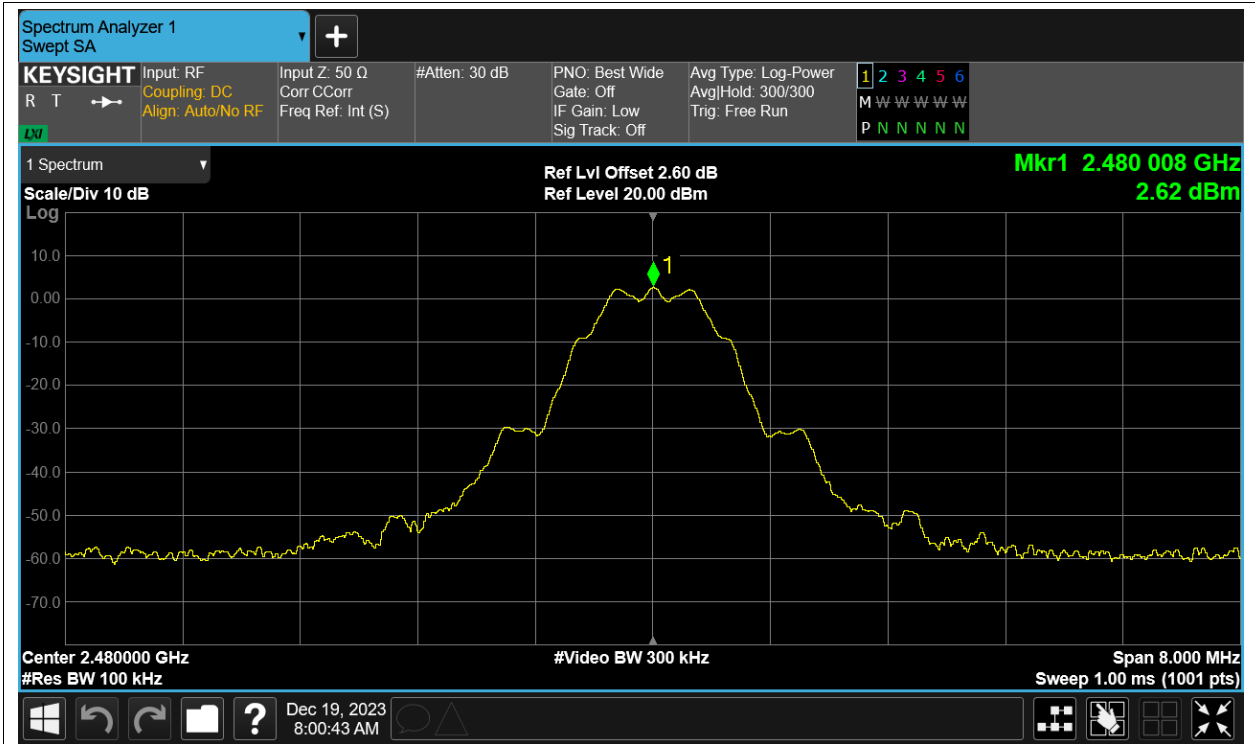 Spectrum Analyzer 1
Swept SA
+
KEYSIGHT
R T
LXI
Input: RF
Coupling: DC
Align: Auto/No RF
Input Z: 50 Ω
Corr CCorr
Freq Ref: Int (S)
#Atten: 30 dB
PNO: Best Wide
Gate: Off
IF Gain: Low
Sig Track: Off
Avg Type: Log-Power
Avg|Hold: 300/300
Trig: Free Run
1 2 3 4 5 6
M W W W W W
P N N N N N
1 Spectrum
Scale/Div 10 dB
Log
Ref Lvl Offset 2.60 dB
Ref Level 20.00 dBm
Mkr1 2.480 008 GHz
2.62 dBm
10.0
0.00
-10.0
-20.0
-30.0
-40.0
-50.0
-60.0
-70.0
1
Center 2.480000 GHz
#Res BW 100 kHz
#Video BW 300 kHz
Span 8.000 MHz
Sweep 1.00 ms (1001 pts)
?
Dec 19, 2023
8:00:43 AM